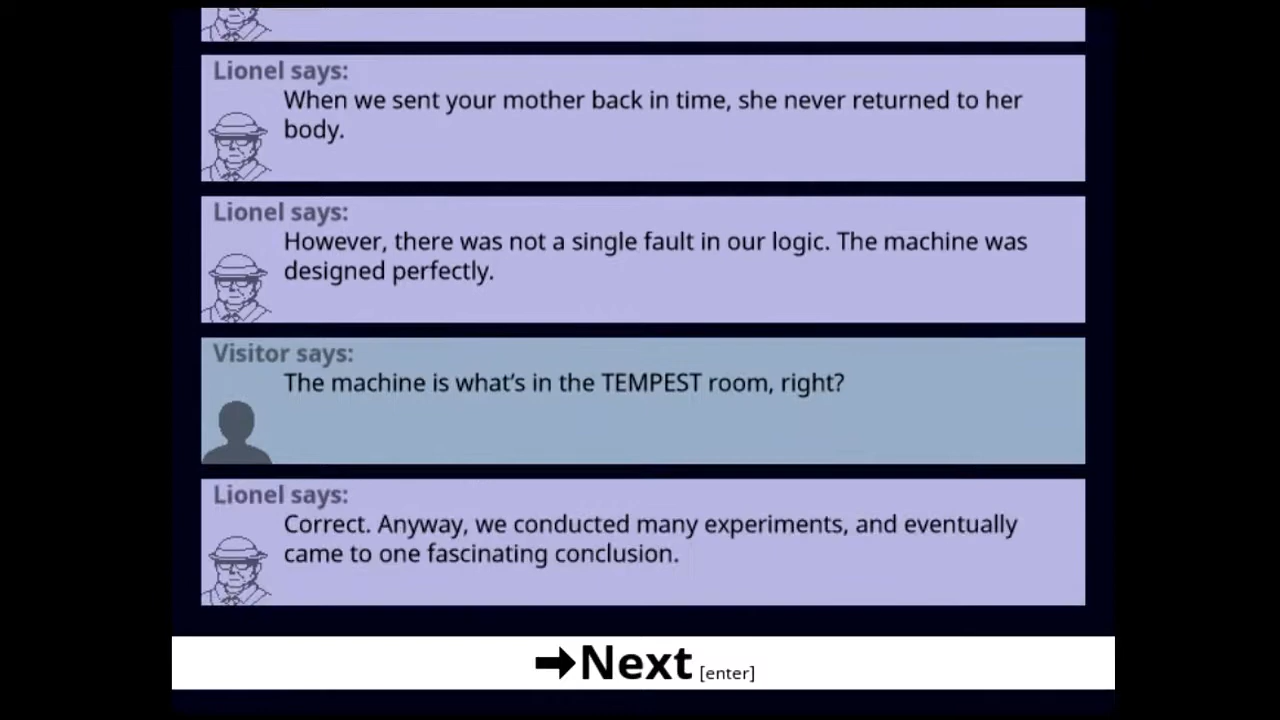 Lionel says:
When we sent your mother back in time, she never returned to her
body.
Lionel says:
However, there was not a single fault in our logic. The machine was
designed perfectly.
Visitor says:
The machine is what’s in the TEMPEST room, right?
Lionel says:
Correct. Anyway, we conducted many experiments, and eventually
came to one fascinating conclusion.
➡Next [enter]